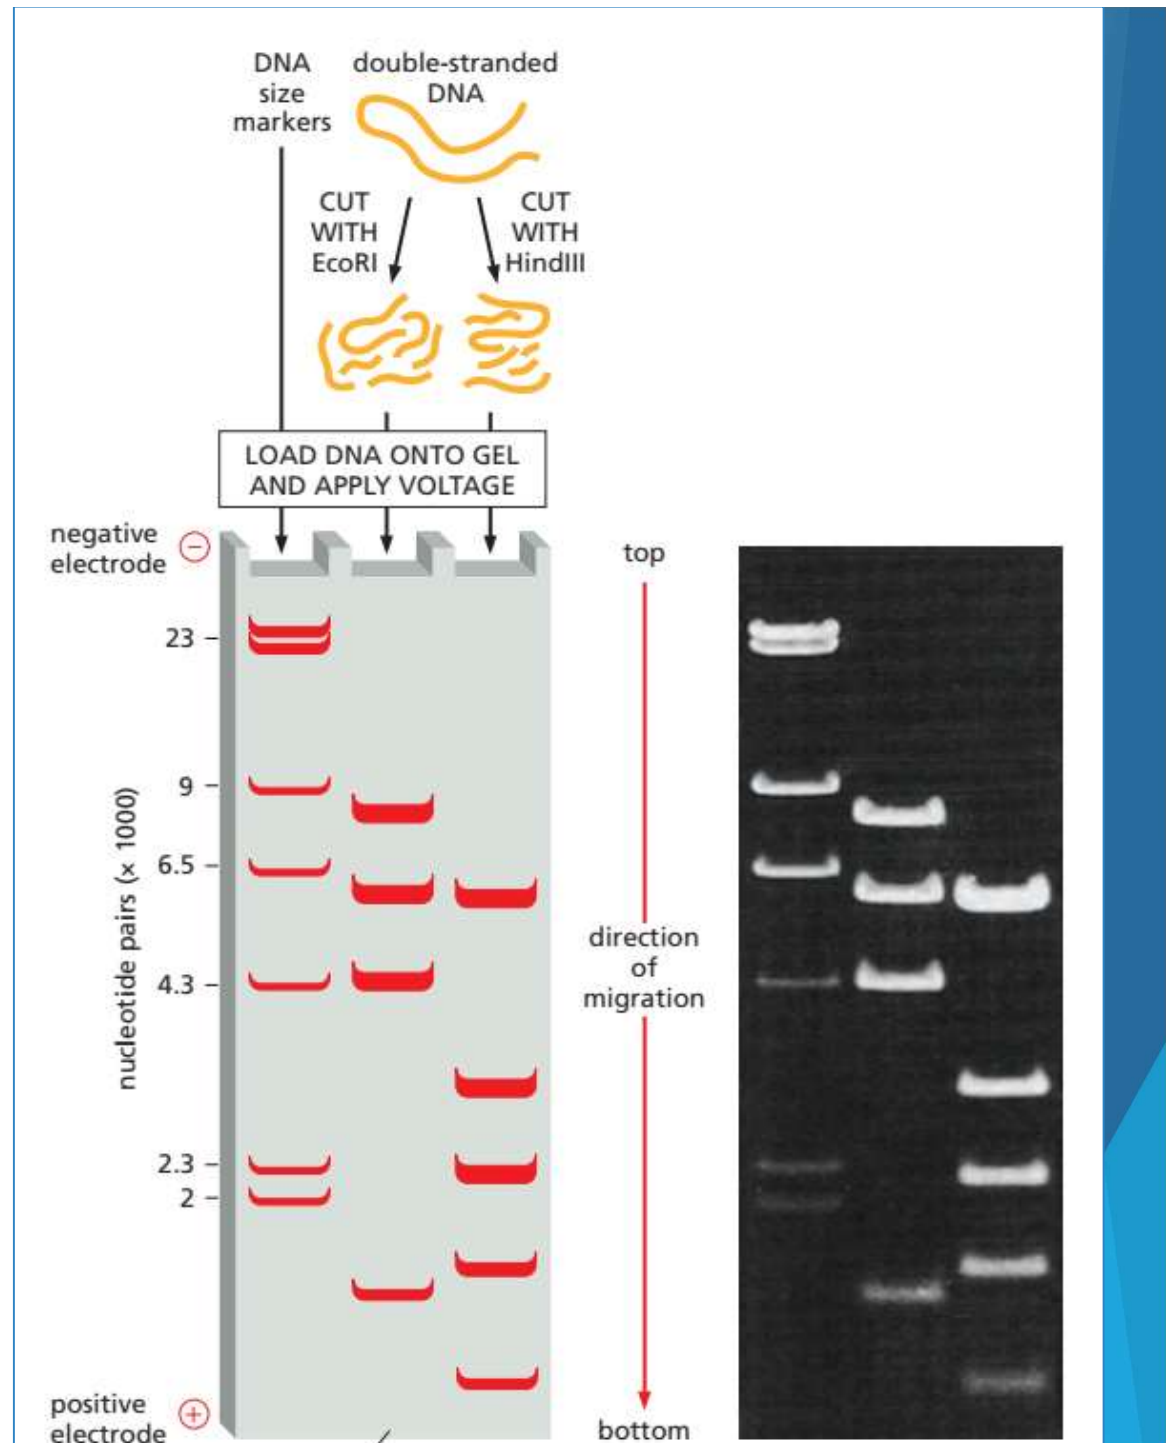 DNA
size
markers
double-stranded
DNA
CUT
WITH
EcoRI
CUT
WITH
HindIII
LOAD DNA ONTO GEL
AND APPLY VOLTAGE
negative
electrode
−
top
23
9
6.5
4.3
2.3
2
nucleotide pairs (× 1000)
direction
of
migration
positive
electrode
+
bottom